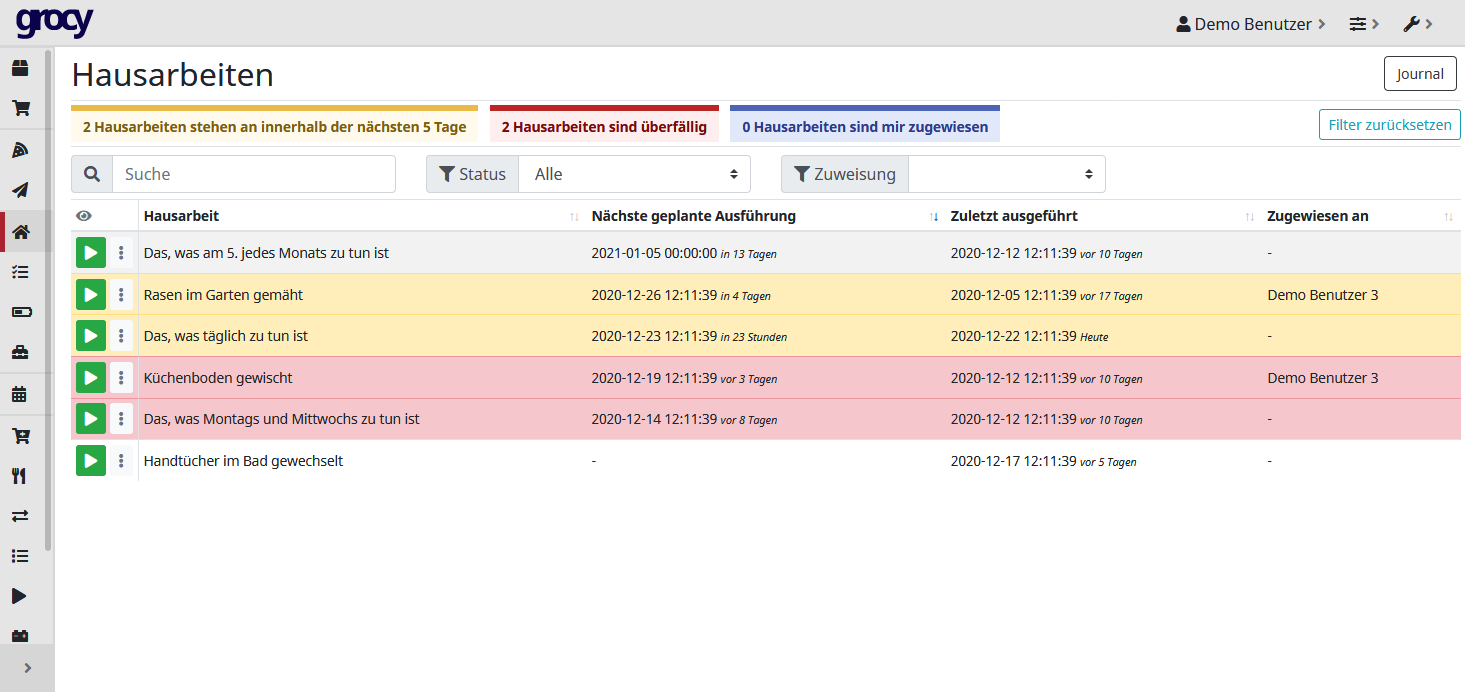 grocy
Demo Benutzer
Hausarbeiten
Journal
2 Hausarbeiten stehen an innerhalb der nächsten 5 Tage
2 Hausarbeiten sind überfällig
0 Hausarbeiten sind mir zugewiesen
Filter zurücksetzen
Suche
Status
Alle
Zuweisung
Hausarbeit Nächste geplante Ausführung Zuletzt ausgeführt Zugewiesen an
Das, was am 5. jedes Monats zu tun ist 2021-01-05 00:00:00 in 13 Tagen 2020-12-12 12:11:39 vor 10 Tagen -
Rasen im Garten gemäht 2020-12-26 12:11:39 in 4 Tagen 2020-12-05 12:11:39 vor 17 Tagen Demo Benutzer 3
Das, was täglich zu tun ist 2020-12-23 12:11:39 in 23 Stunden 2020-12-22 12:11:39 Heute -
Küchenboden gewischt 2020-12-19 12:11:39 vor 3 Tagen 2020-12-12 12:11:39 vor 10 Tagen Demo Benutzer 3
Das, was Montags und Mittwochs zu tun ist 2020-12-14 12:11:39 vor 8 Tagen 2020-12-12 12:11:39 vor 10 Tagen -
Handtücher im Bad gewechselt - 2020-12-17 12:11:39 vor 5 Tagen -